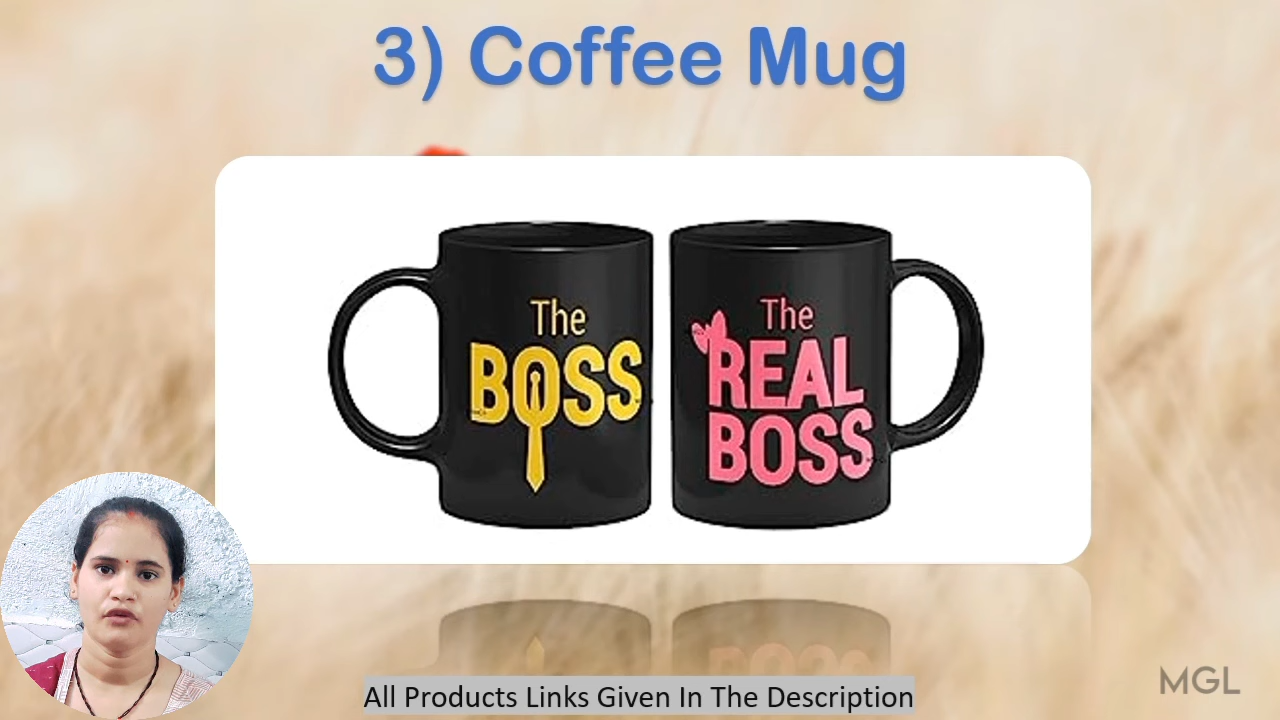 3) Coffee Mug
The
BOSS
The
REAL
BOSS
All Products Links Given In The Description
MGL